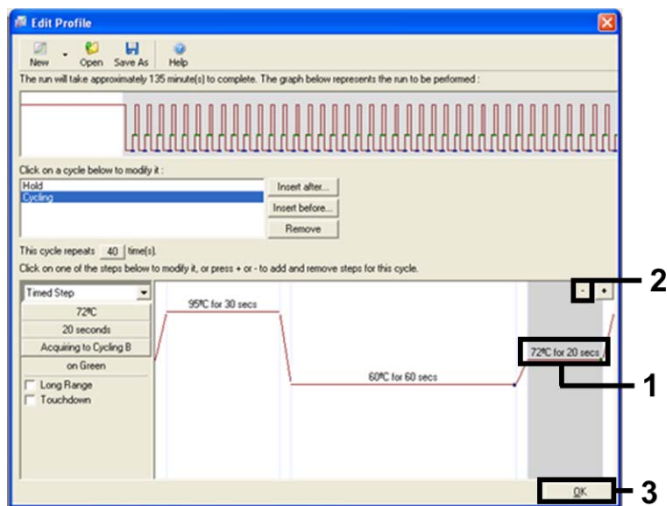 Edit Profile
New Open Save As Help
The run will take approximately 135 minute(s) to complete. The graph below represents the run to be performed :
Click on a cycle below to modify it :
Hold
Cycling
Insert after...
Insert before...
Remove
This cycle repeats 40 time(s).
Click on one of the steps below to modify it, or press + or - to add and remove steps for this cycle.
Timed Step
72ºC
20 seconds
Acquiring to Cycling B
on Green
Long Range
Touchdown
95ºC for 30 secs
60ºC for 60 secs
72ºC for 20 secs
- +
2
1
OK
3